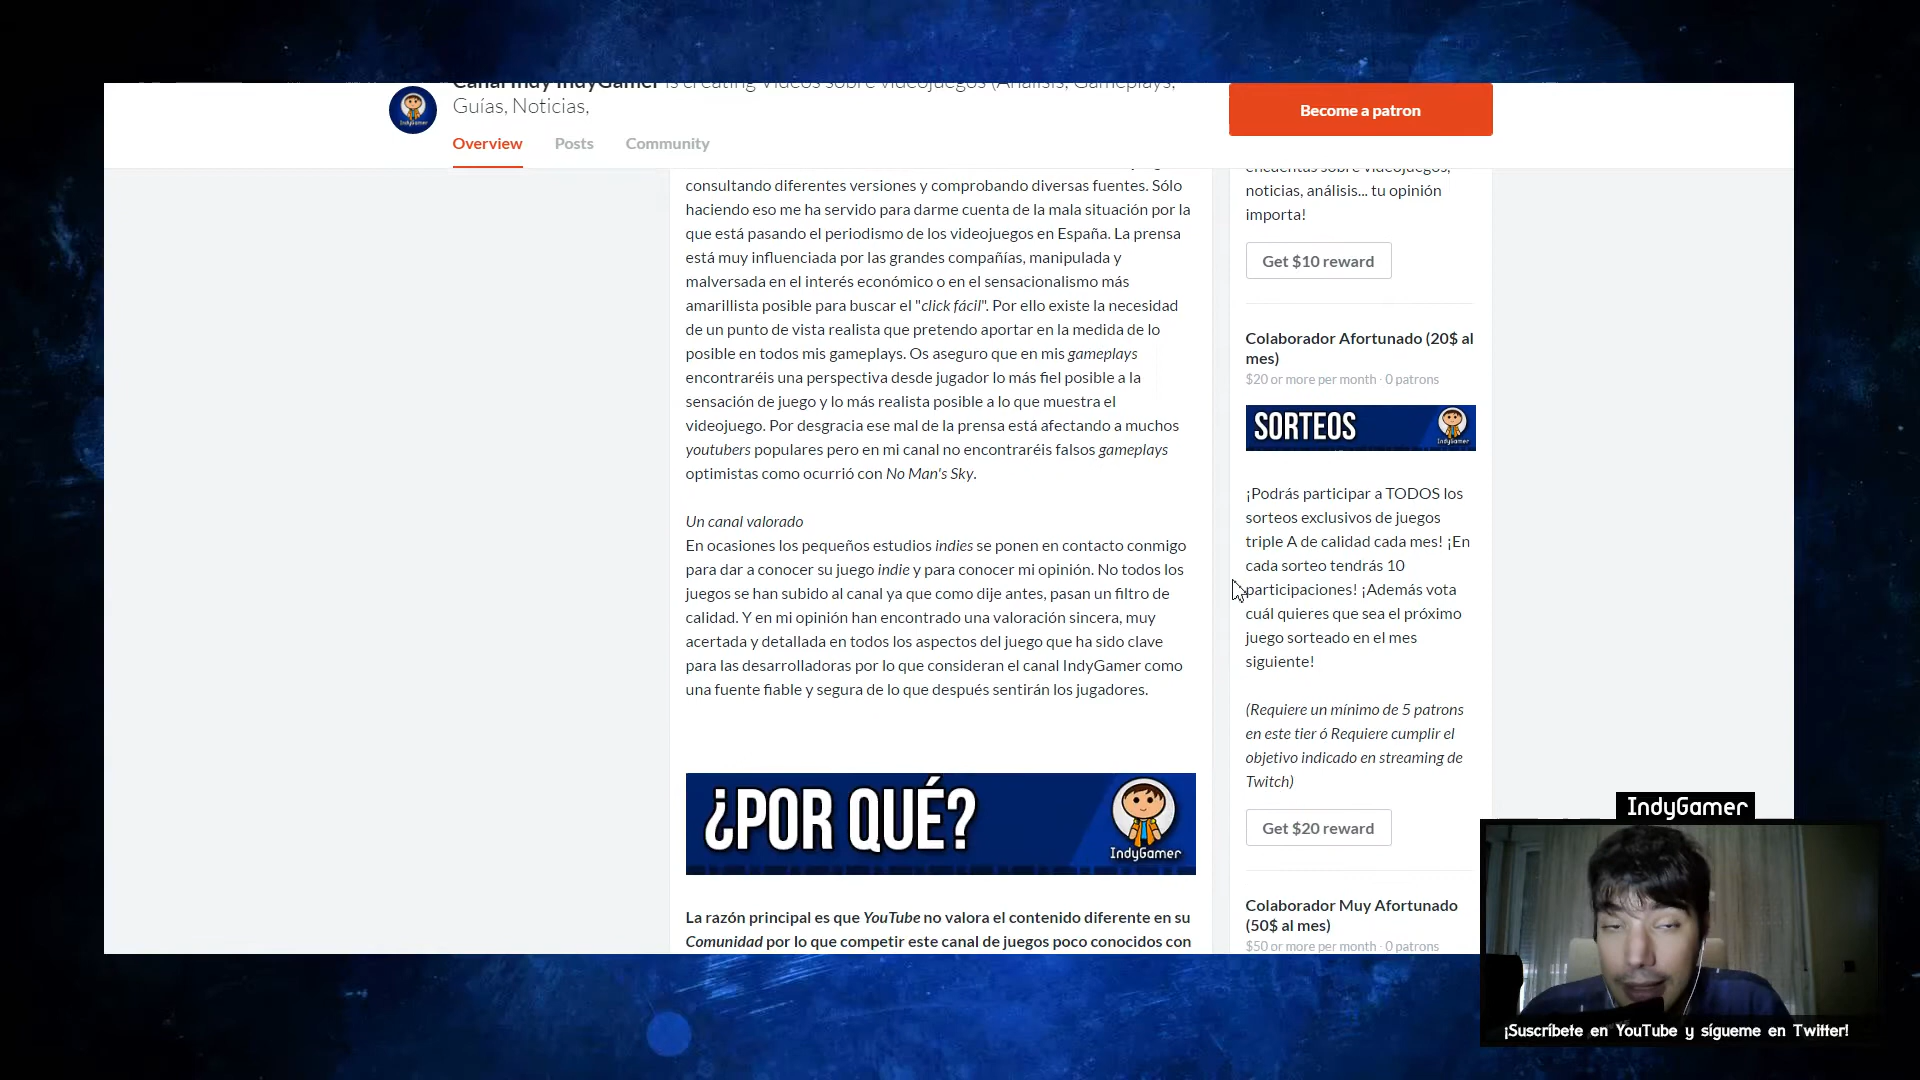 Canal Indy IndyGamer is creating Vídeos sobre videojuegos (Análisis, Gameplays,
Guías, Noticias,
Become a patron
Overview
Posts
Community
consultando diferentes versiones y comprobando diversas fuentes. Sólo
haciendo eso me ha servido para darme cuenta de la mala situación por la
que está pasando el periodismo de los videojuegos en España. La prensa
está muy influenciada por las grandes compañías, manipulada y
malversada en el interés económico o en el sensacionalismo más
amarillista posible para buscar el "click fácil". Por ello existe la necesidad
de un punto de vista realista que pretendo aportar en la medida de lo
posible en todos mis gameplays. Os aseguro que en mis gameplays
encontraréis una perspectiva desde jugador lo más fiel posible a la
sensación de juego y lo más realista posible a lo que muestra el
videojuego. Por desgracia ese mal de la prensa está afectando a muchos
youtubers populares pero en mi canal no encontraréis falsos gameplays
optimistas como ocurrió con No Man's Sky.
Un canal valorado
En ocasiones los pequeños estudios indies se ponen en contacto conmigo
para dar a conocer su juego indie y para conocer mi opinión. No todos los
juegos se han subido al canal ya que como dije antes, pasan un filtro de
calidad. Y en mi opinión han encontrado una valoración sincera, muy
acertada y detallada en todos los aspectos del juego que ha sido clave
para las desarrolladoras por lo que consideran el canal IndyGamer como
una fuente fiable y segura de lo que después sentirán los jugadores.
¿POR QUÉ?
IndyGamer
La razón principal es que YouTube no valora el contenido diferente en su
Comunidad por lo que competir este canal de juegos poco conocidos con
encuestas sobre videojuegos,
noticias, análisis... tu opinión
importa!
Get $10 reward
Colaborador Afortunado (20$ al
mes)
$20 or more per month · 0 patrons
SORTEOS
IndyGamer
¡Podrás participar a TODOS los
sorteos exclusivos de juegos
triple A de calidad cada mes! ¡En
cada sorteo tendrás 10
participaciones! ¡Además vota
cuál quieres que sea el próximo
juego sorteado en el mes
siguiente!
(Requiere un mínimo de 5 patrons
en este tier ó Requiere cumplir el
objetivo indicado en streaming de
Twitch)
Get $20 reward
Colaborador Muy Afortunado
(50$ al mes)
$50 or more per month · 0 patrons
IndyGamer
¡Suscríbete en YouTube y sígueme en Twitter!